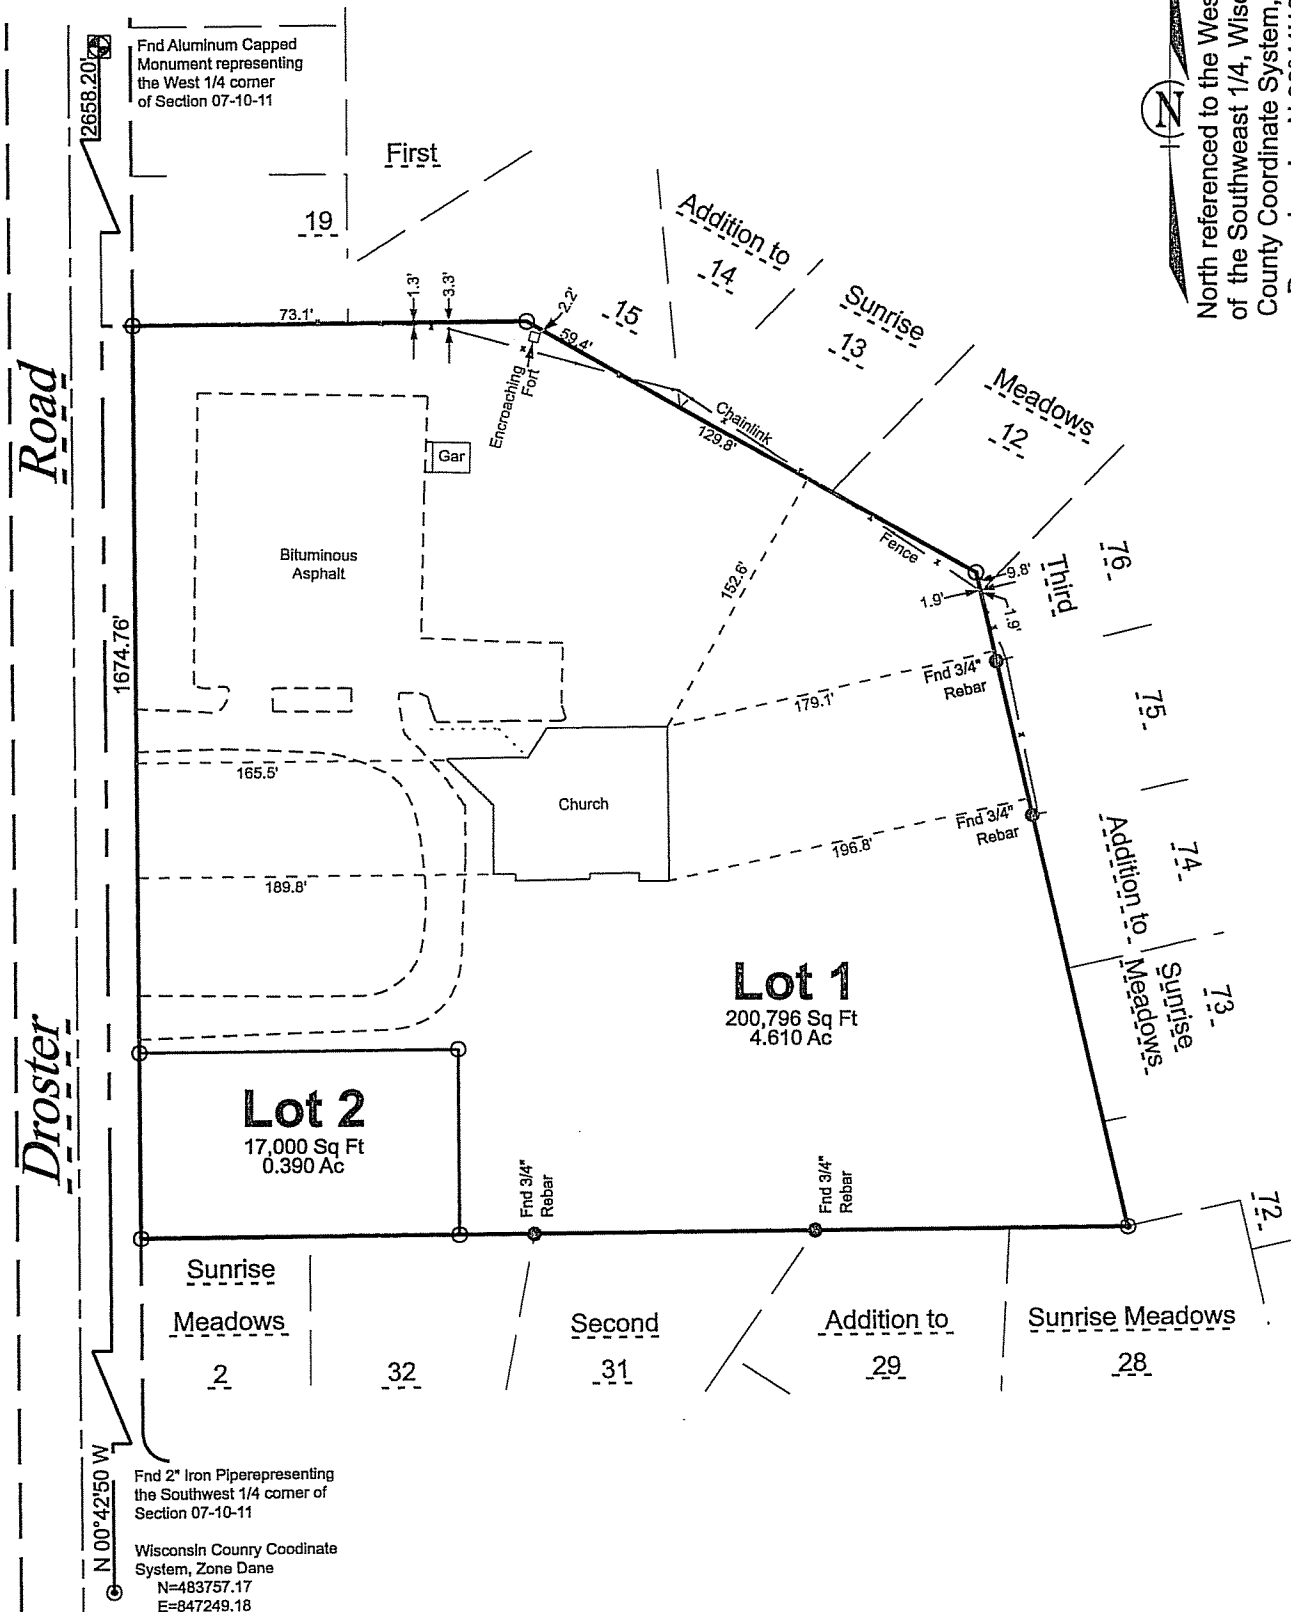 2658.20'
Fnd Aluminum Capped
Monument representing
the West 1/4 corner
of Section 07-10-11
N
North referenced to the Wes
of the Southweast 1/4, Wisc
County Coordinate System,
First
19
Addition to
14
15
Sunrise
13
Meadows
12
73.1'
1.3'
3.3'
2.2'
59.4'
Encroaching
Fort
Chainlink
129.8'
Fence
Gar
Bituminous
Asphalt
152.6'
9.8'
1.9'
1.9'
Third
76
Road
1674.76'
Fnd 3/4"
Rebar
179.1'
75
165.5'
Church
Fnd 3/4"
Rebar
196.8'
189.8'
Addition to
74
Sunrise
Meadows
73
Lot 1
200,796 Sq Ft
4.610 Ac
Droster
Lot 2
17,000 Sq Ft
0.390 Ac
Fnd 3/4"
Rebar
Fnd 3/4"
Rebar
72
Sunrise
Meadows
2
32
Second
31
Addition to
29
Sunrise Meadows
28
N 00°42'50 W
Fnd 2" Iron Piperepresenting
the Southwest 1/4 corner of
Section 07-10-11
Wisconsin Counry Coodinate
System, Zone Dane
N=483757.17
E=847249.18